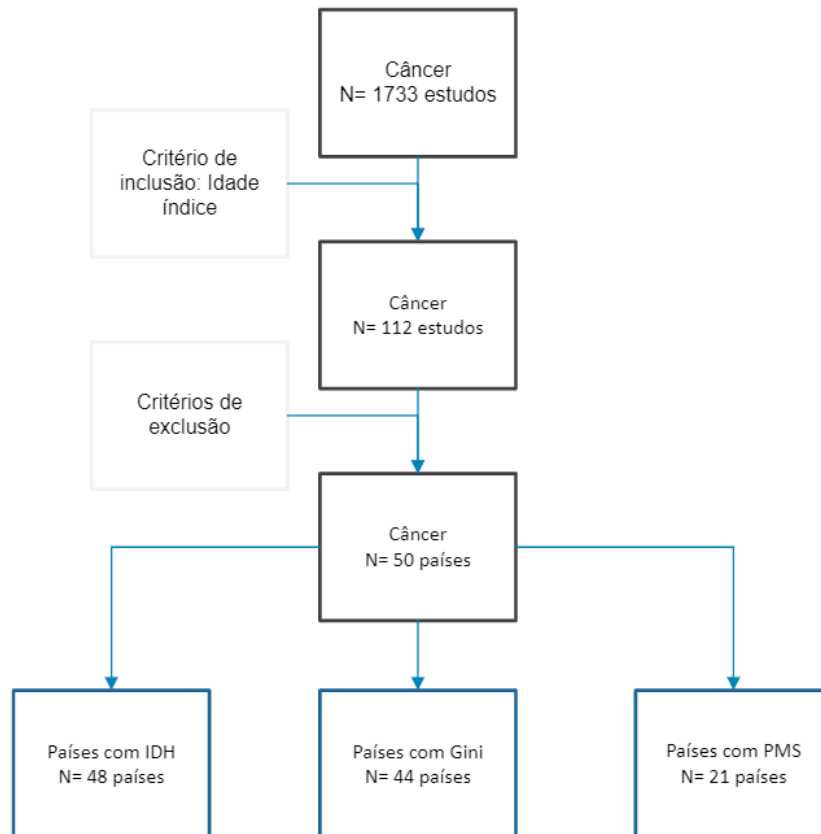 Câncer
N= 1733 estudos
Critério de
inclusão: Idade
índice
Câncer
N= 112 estudos
Critérios de
exclusão
Câncer
N= 50 países
Países com IDH
N= 48 países
Países com Gini
N= 44 países
Países com PMS
N= 21 países